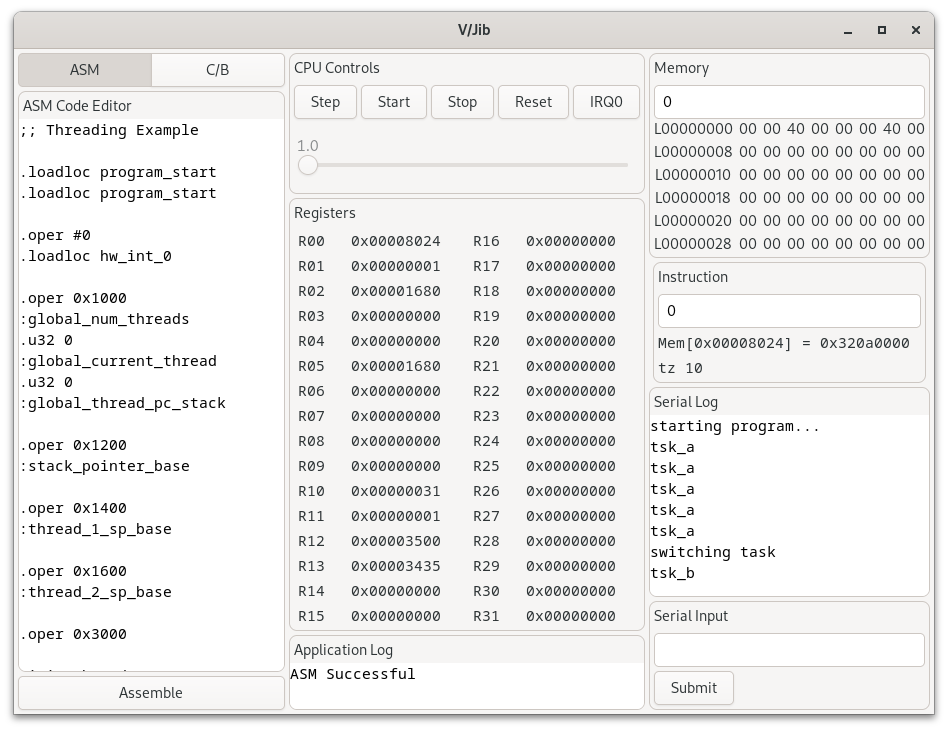 V/Jib
ASM C/B
ASM Code Editor
;; Threading Example
.loadloc program_start
.loadloc program_start
.oper #0
.loadloc hw_int_0
.oper 0x1000
:global_num_threads
.u32 0
:global_current_thread
.u32 0
:global_thread_pc_stack
.oper 0x1200
:stack_pointer_base
.oper 0x1400
:thread_1_sp_base
.oper 0x1600
:thread_2_sp_base
.oper 0x3000
Assemble
CPU Controls
Step Start Stop Reset IRQ0
1.0
Registers
R00 0x00008024 R16 0x00000000
R01 0x00000001 R17 0x00000000
R02 0x00001680 R18 0x00000000
R03 0x00000000 R19 0x00000000
R04 0x00000000 R20 0x00000000
R05 0x00001680 R21 0x00000000
R06 0x00000000 R22 0x00000000
R07 0x00000000 R23 0x00000000
R08 0x00000000 R24 0x00000000
R09 0x00000000 R25 0x00000000
R10 0x00000031 R26 0x00000000
R11 0x00000001 R27 0x00000000
R12 0x00003500 R28 0x00000000
R13 0x00003435 R29 0x00000000
R14 0x00000000 R30 0x00000000
R15 0x00000000 R31 0x00000000
Application Log
ASM Successful
Memory
0
L00000000 00 00 40 00 00 00 40 00
L00000008 00 00 00 00 00 00 00 00
L00000010 00 00 00 00 00 00 00 00
L00000018 00 00 00 00 00 00 00 00
L00000020 00 00 00 00 00 00 00 00
L00000028 00 00 00 00 00 00 00 00
Instruction
0
Mem[0x00008024] = 0x320a0000
tz 10
Serial Log
starting program...
tsk_a
tsk_a
tsk_a
tsk_a
tsk_a
switching task
tsk_b
Serial Input
Submit